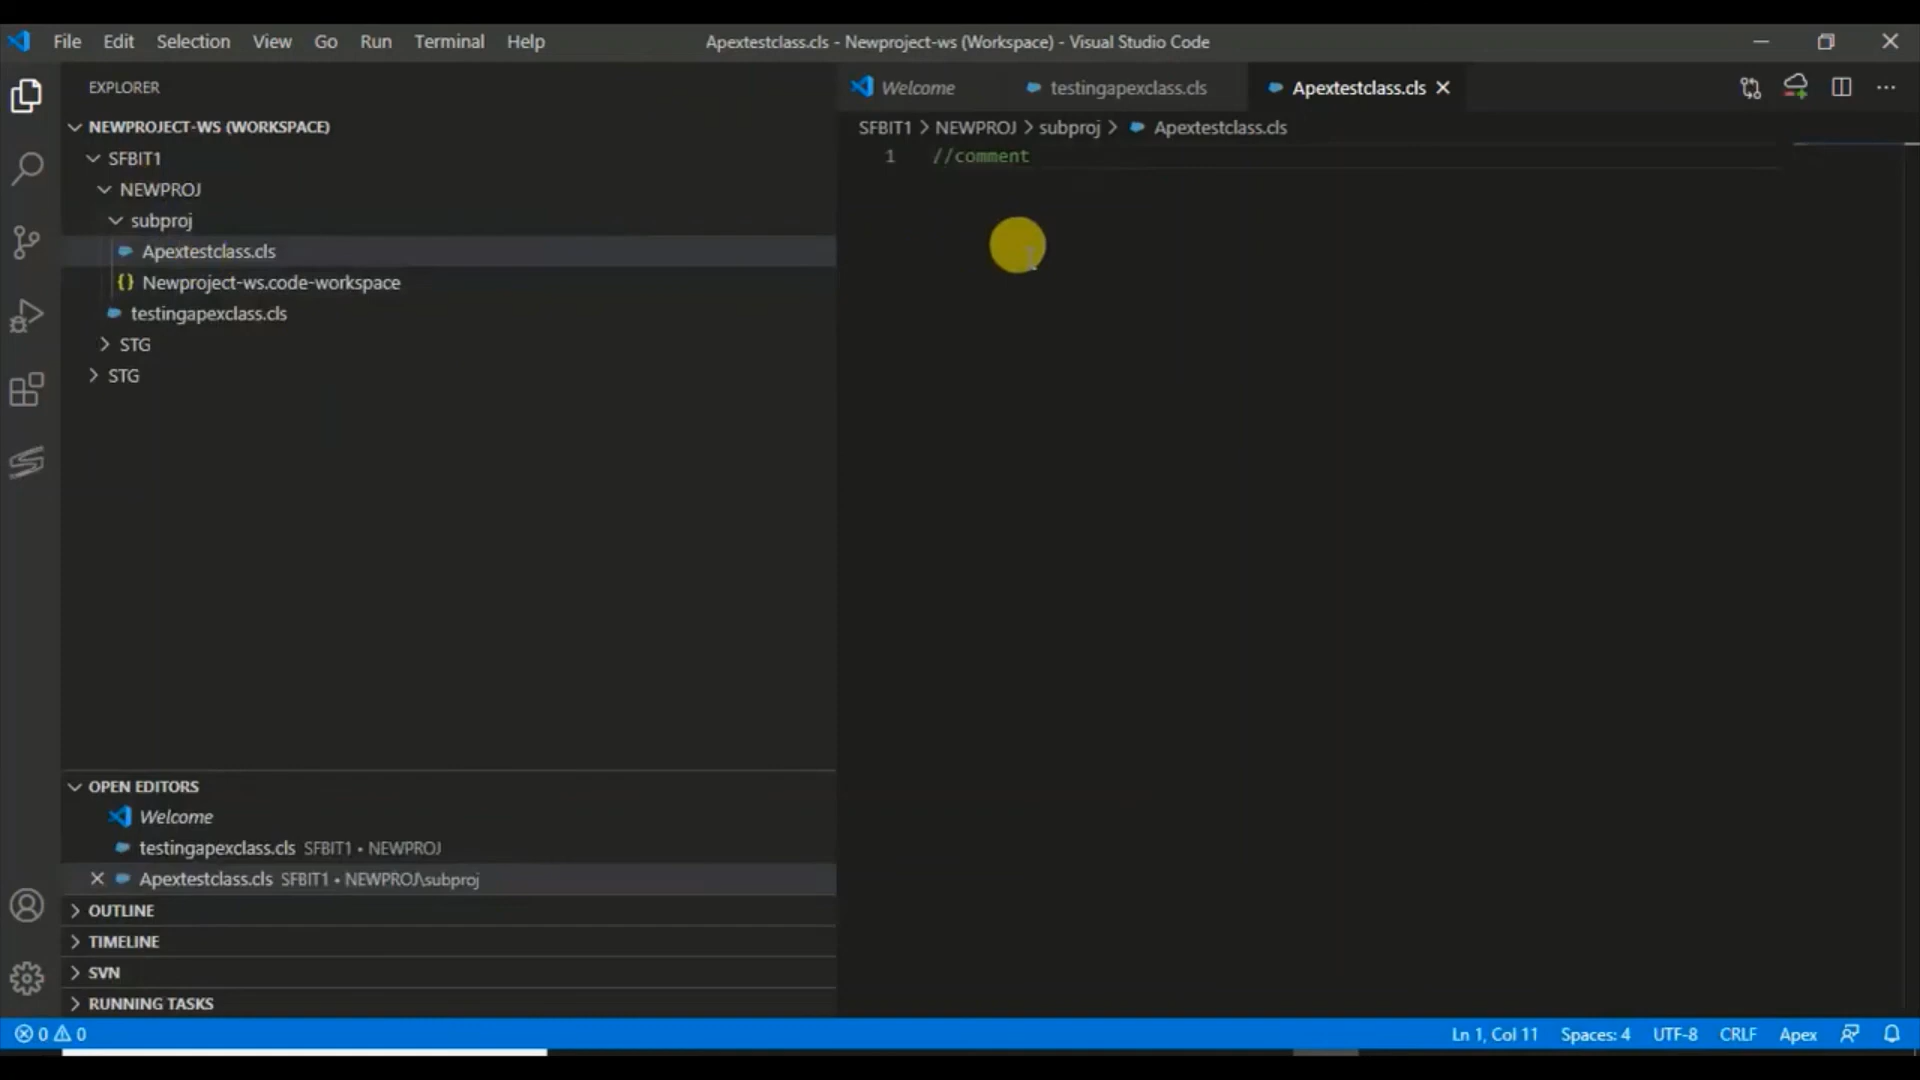 File Edit Selection View Go Run Terminal Help Apextestclass.cls - Newproject-ws (Workspace) - Visual Studio Code
EXPLORER
NEWPROJECT-WS (WORKSPACE)
SFBIT1
NEWPROJ
subproj
Apextestclass.cls
{} Newproject-ws.code-workspace
testingapexclass.cls
STG
STG
OPEN EDITORS
Welcome
testingapexclass.cls SFBIT1 • NEWPROJ
Apextestclass.cls SFBIT1 • NEWPROJ\subproj
OUTLINE
TIMELINE
SVN
RUNNING TASKS
Welcome testingapexclass.cls Apextestclass.cls
SFBIT1 > NEWPROJ > subproj > Apextestclass.cls
1 //comment
0 0 Ln 1, Col 11 Spaces: 4 UTF-8 CRLF Apex